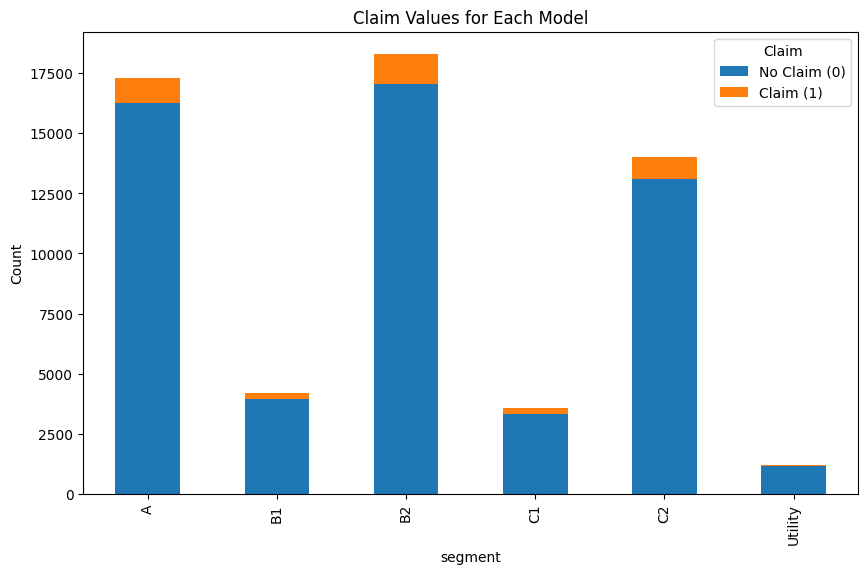 Claim Values for Each Model
Claim
No Claim (0)
Claim (1)
Count
17500
15000
12500
10000
7500
5000
2500
0
A
B1
B2
C1
C2
Utility
segment